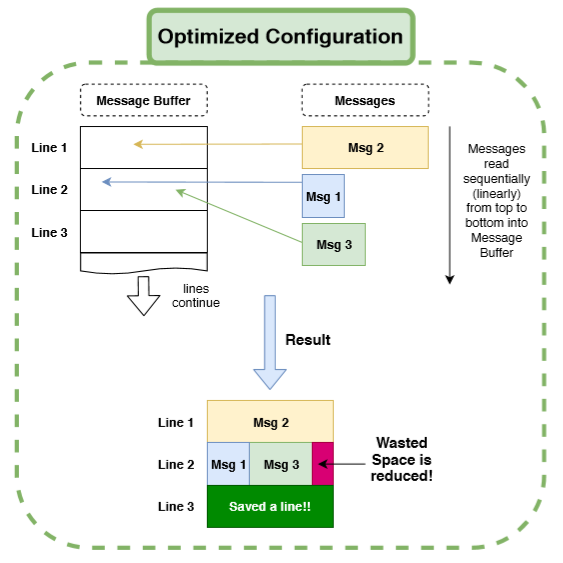 Optimized Configuration
Message Buffer
Messages
Line 1
Msg 2
Line 2
Msg 1
Line 3
Msg 3
Messages
read
sequentially
(linearly)
from top to
bottom into
Message
Buffer
lines
continue
Result
Line 1
Msg 2
Line 2
Msg 1
Msg 3
Wasted
Space is
reduced!
Line 3
Saved a line!!